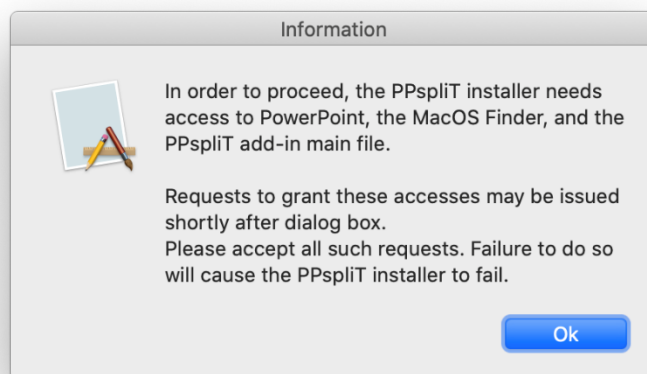 Information
In order to proceed, the PPspliT installer needs
access to PowerPoint, the MacOS Finder, and the
PPspliT add-in main file.
Requests to grant these accesses may be issued
shortly after dialog box.
Please accept all such requests. Failure to do so
will cause the PPspliT installer to fail.
Ok